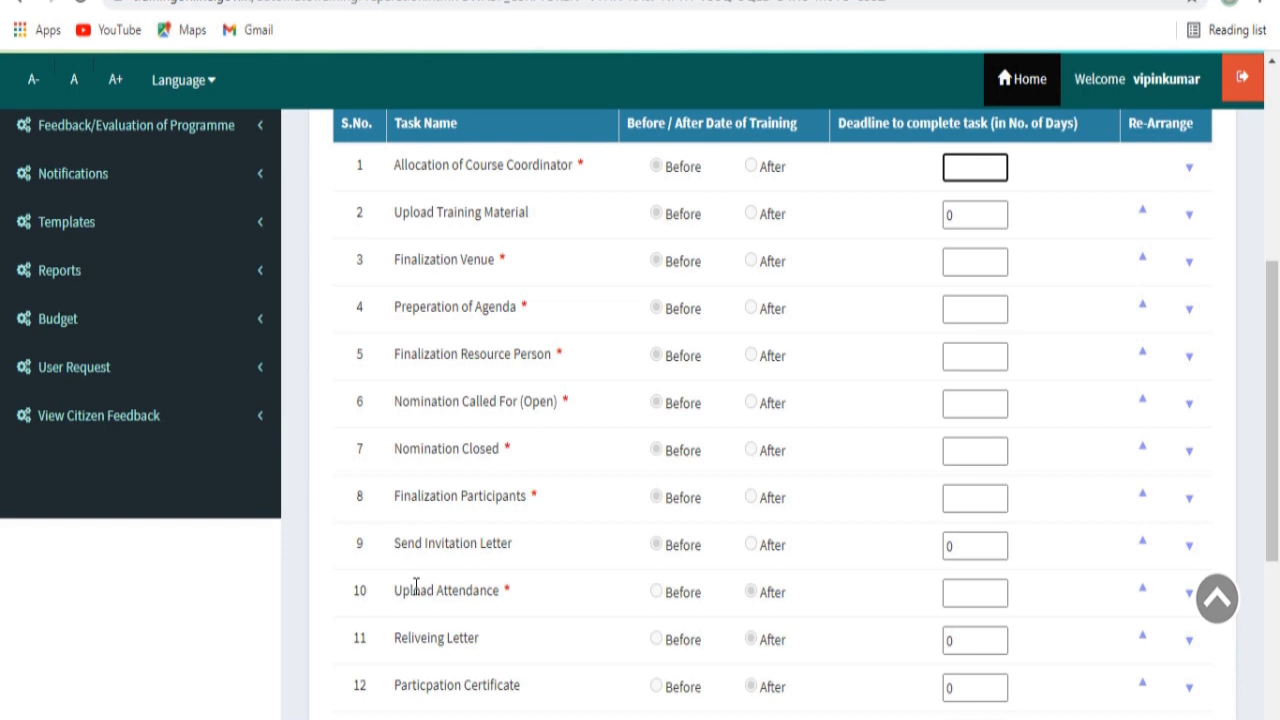 Apps YouTube Maps Gmail Reading list
A- A A+ Language Home Welcome vipinkumar
Feedback/Evaluation of Programme
Notifications
Templates
Reports
Budget
User Request
View Citizen Feedback
S.No. Task Name Before / After Date of Training Deadline to complete task (in No. of Days) Re-Arrange
1 Allocation of Course Coordinator * Before After
2 Upload Training Material Before After 0
3 Finalization Venue * Before After
4 Preperation of Agenda * Before After
5 Finalization Resource Person * Before After
6 Nomination Called For (Open) * Before After
7 Nomination Closed * Before After
8 Finalization Participants * Before After
9 Send Invitation Letter Before After 0
10 Upload Attendance * Before After
11 Reliveing Letter Before After 0
12 Particpation Certificate Before After 0